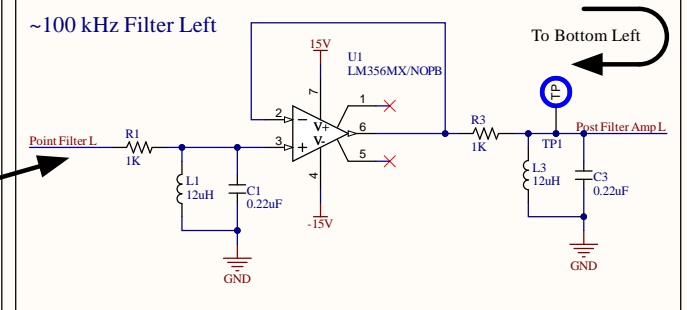 ~100 kHz Filter Left
To Bottom Left
15V
U1
LM356MX/NOPB
TP
7
1
2
V+
6
R3
Point Filter L
R1
3
V-
1K
TP1
Post Filter Amp L
1K
5
L1
12uH
C1
0.22uF
4
L3
12uH
C3
0.22uF
-15V
GND
GND